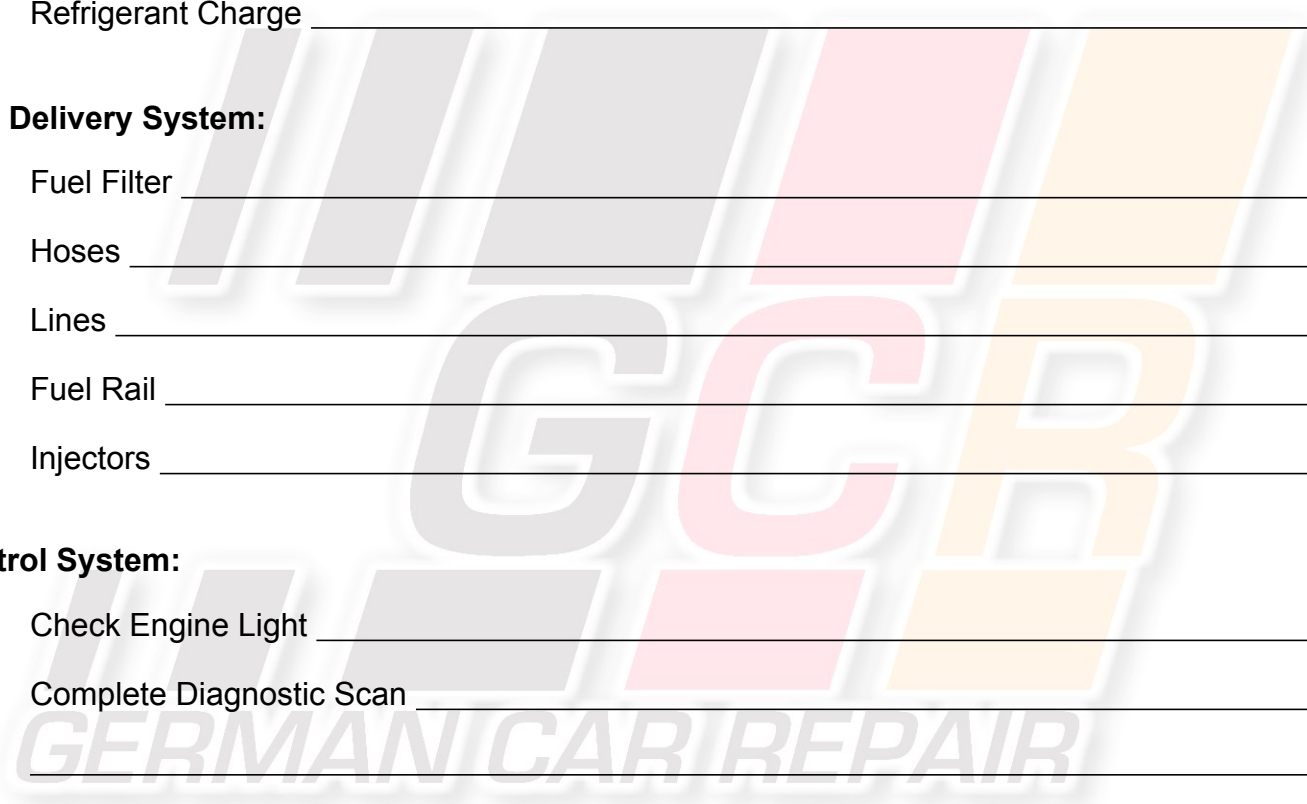 Refrigerant Charge
Delivery System:
Fuel Filter
Hoses
Lines
Fuel Rail
Injectors
trol System:
Check Engine Light
Complete Diagnostic Scan
GCR
GERMAN CAR REPAIR